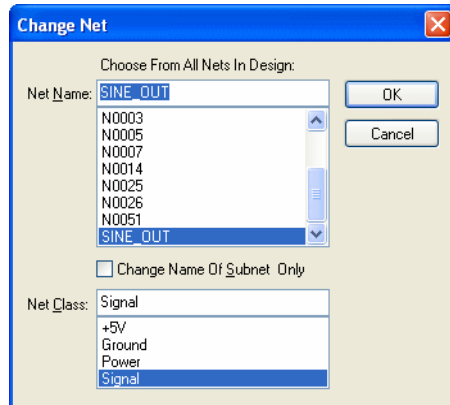 Change Net
Choose From All Nets In Design:
Net Name: SINE_OUT
OK
N0003
N0005
Cancel
N0007
N0014
N0025
N0026
N0051
SINE_OUT
Change Name Of Subnet Only
Net Class: Signal
+5V
Ground
Power
Signal